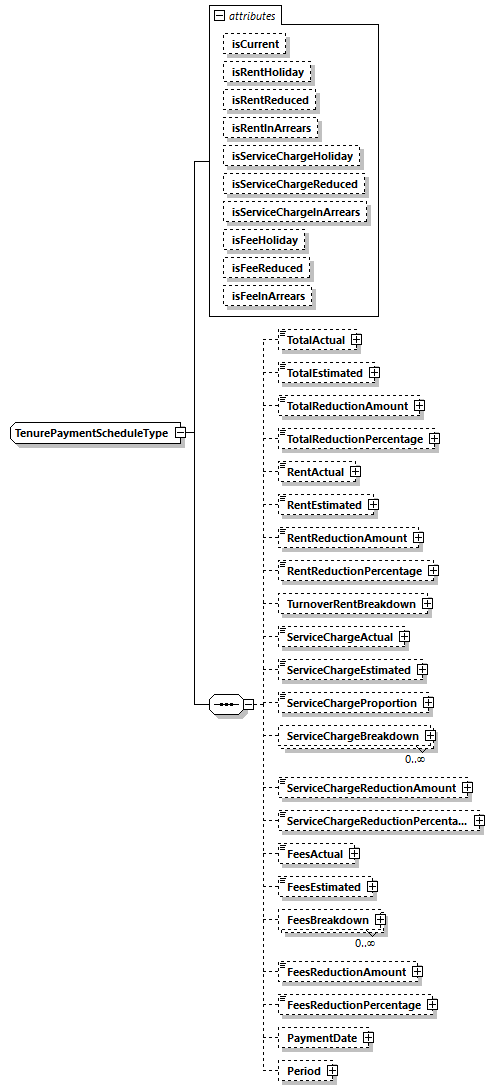 attributes
isCurrent
isRentHoliday
isRentReduced
isRentInArrears
isServiceChargeHoliday
isServiceChargeReduced
isServiceChargeInArrears
isFeeHoliday
isFeeReduced
isFeeInArrears
TenurePaymentScheduleType
TotalActual
TotalEstimated
TotalReductionAmount
TotalReductionPercentage
RentActual
RentEstimated
RentReductionAmount
RentReductionPercentage
TurnoverRentBreakdown
ServiceChargeActual
ServiceChargeEstimated
ServiceChargeProportion
ServiceChargeBreakdown
0..∞
ServiceChargeReductionAmount
ServiceChargeReductionPercenta...
FeesActual
FeesEstimated
FeesBreakdown
0..∞
FeesReductionAmount
FeesReductionPercentage
PaymentDate
Period